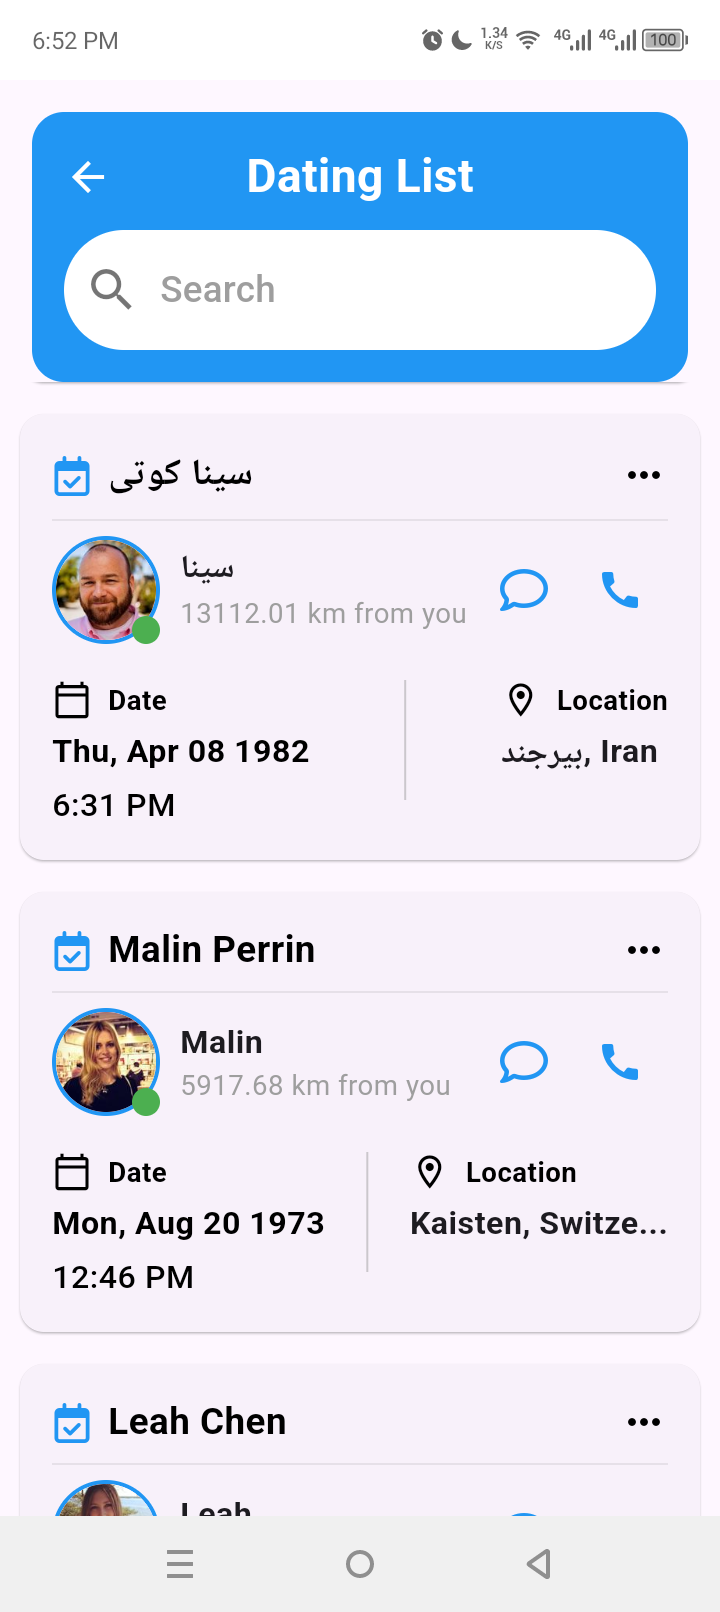 6:52 PM
1.34
K/S
4G
4G
100
Dating List
Search
سینا کوتی
سینا
13112.01 km from you
Date
Location
Thu, Apr 08 1982
بیرجند, Iran
6:31 PM
Malin Perrin
Malin
5917.68 km from you
Date
Location
Mon, Aug 20 1973
Kaisten, Switze...
12:46 PM
Leah Chen
Leah